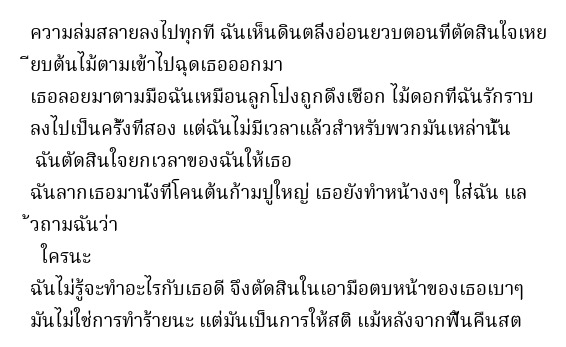 ความล่มสลายลงไปทุกที ฉันเห็นดินตลิ่งอ่อนยวบตอนที่ตัดสินใจเหย
ียบต้นไม้ตามเข้าไปฉุดเธอออกมา
เธอลอยมาตามมือฉันเหมือนลูกโป่งถูกดึงเชือก ไม้ดอกที่ฉันรักราบ
ลงไปเป็นครั้งที่สอง แต่ฉันไม่มีเวลาแล้วสำหรับพวกมันเหล่านั้น
ฉันตัดสินใจยกเวลาของฉันให้เธอ
ฉันลากเธอมานั่งที่โคนต้นก้ามปูใหญ่ เธอยังทำหน้างงๆ ใส่ฉัน แล
้วถามฉันว่า
ใครนะ
ฉันไม่รู้จะทำอะไรกับเธอดี จึงตัดสินในเอามือตบหน้าของเธอเบาๆ
มันไม่ใช่การทำร้ายนะ แต่มันเป็นการให้สติ แม้หลังจากฟื้นคืนสต